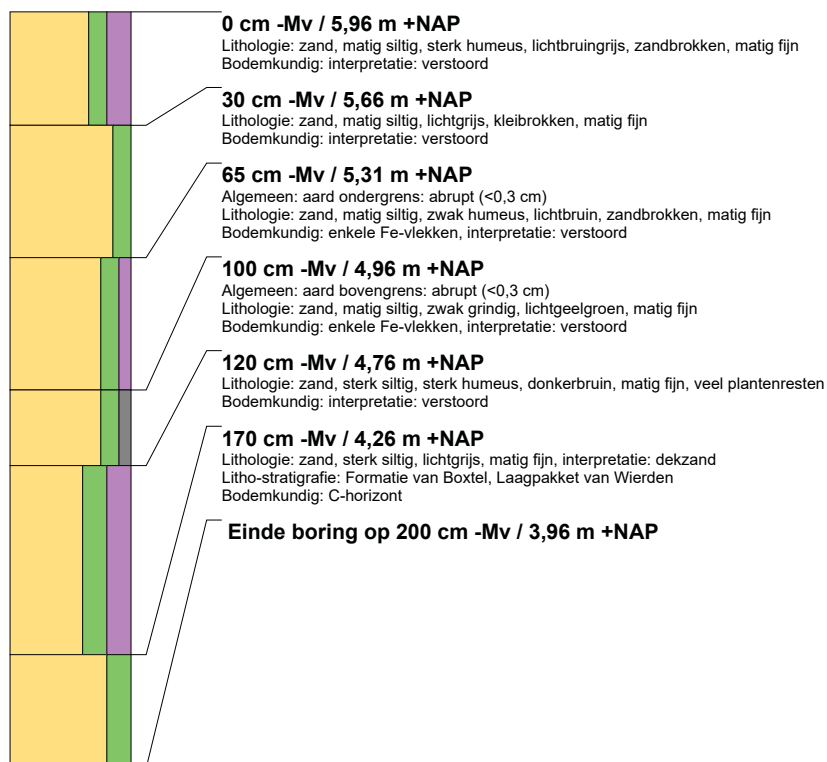 0 cm -Mv / 5,96 m +NAP
Lithologie: zand, matig siltig, sterk humeus, lichtbruingrijs, zandbrokken, matig fijn
Bodemkundig: interpretatie: verstoord
30 cm -Mv / 5,66 m +NAP
Lithologie: zand, matig siltig, lichtgrijs, kleibrokken, matig fijn
Bodemkundig: interpretatie: verstoord
65 cm -Mv / 5,31 m +NAP
Algemeen: aard ondergrens: abrupt (<0,3 cm)
Lithologie: zand, matig siltig, zwak humeus, lichtbruin, zandbrokken, matig fijn
Bodemkundig: enkele Fe-vlekken, interpretatie: verstoord
100 cm -Mv / 4,96 m +NAP
Algemeen: aard bovengrens: abrupt (<0,3 cm)
Lithologie: zand, matig siltig, zwak grindig, lichtgeelgroen, matig fijn
Bodemkundig: enkele Fe-vlekken, interpretatie: verstoord
120 cm -Mv / 4,76 m +NAP
Lithologie: zand, sterk siltig, sterk humeus, donkerbruin, matig fijn, veel plantenresten
Bodemkundig: interpretatie: verstoord
170 cm -Mv / 4,26 m +NAP
Lithologie: zand, sterk siltig, lichtgrijs, matig fijn, interpretatie: dekzand
Litho-stratigrafie: Formatie van Boxtel, Laagpakket van Wierden
Bodemkundig: C-horizont
Einde boring op 200 cm -Mv / 3,96 m +NAP